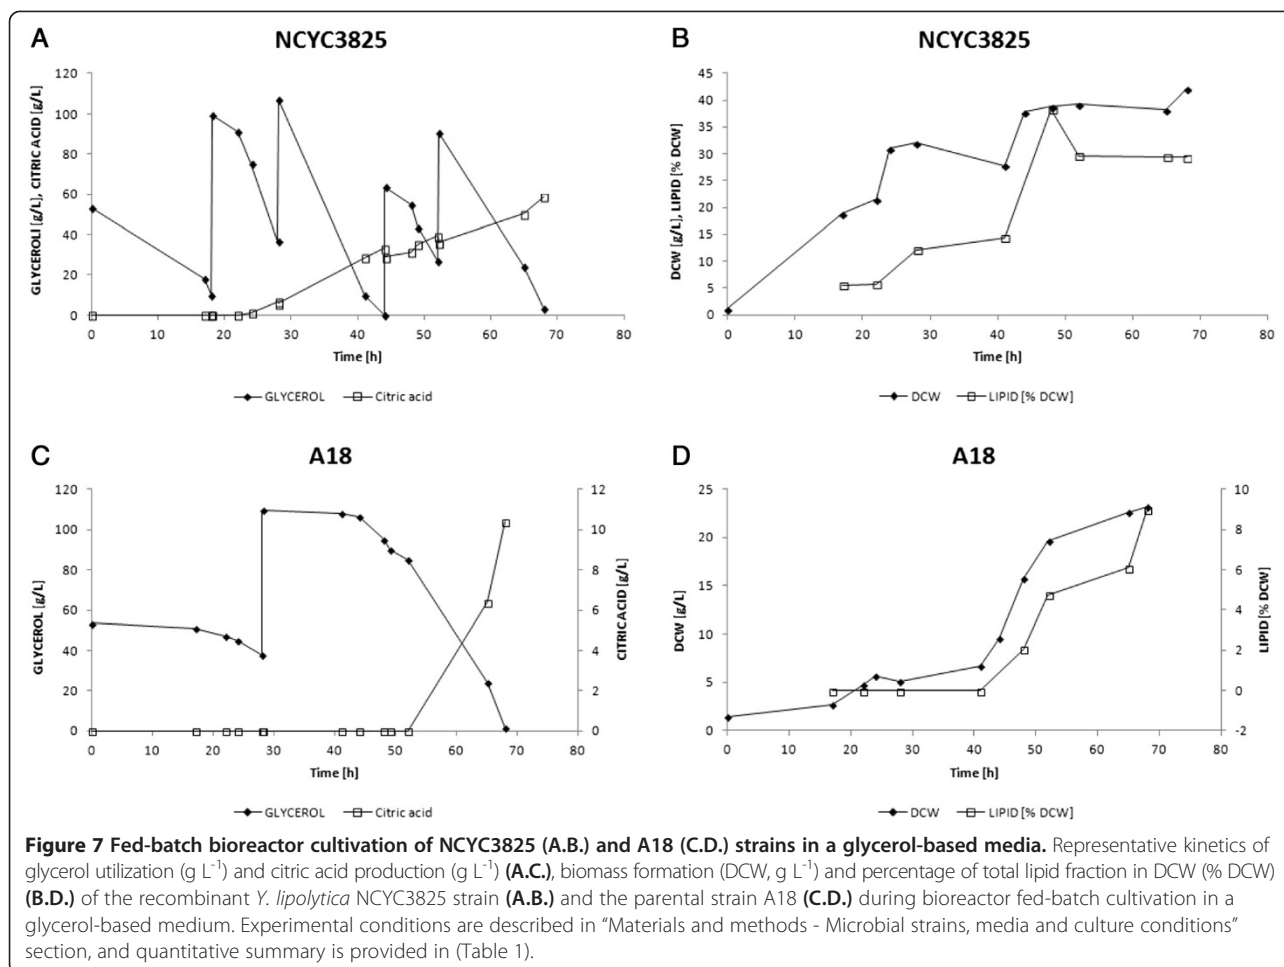 A
NCYC3825
GLYCEROLI [g/L], CITRIC ACID [g/L]
120
100
80
60
40
20
0
0 10 20 30 40 50 60 70 80
Time [h]
GLYCEROL Citric acid
B
NCYC3825
DCW [g/L], LIPID [% DCW]
45
40
35
30
25
20
15
10
5
0
0 10 20 30 40 50 60 70 80
Time [h]
DCW LIPID [% DCW]
C
A18
GLYCEROL [g/L]
120
100
80
60
40
20
0
12
10
8
6
4
2
0
CITRIC ACID [g/L]
0 10 20 30 40 50 60 70 80
Time [h]
GLYCEROL Citric acid
D
A18
DCW [g/L]
25
20
15
10
5
0
10
8
6
4
2
0
-2
LIPID [% DCW]
0 10 20 30 40 50 60 70 80
Time [h]
DCW LIPID [% DCW]
Figure 7 Fed-batch bioreactor cultivation of NCYC3825 (A.B.) and A18 (C.D.) strains in a glycerol-based media. Representative kinetics of
glycerol utilization (g L⁻¹) and citric acid production (g L⁻¹) (A.C.), biomass formation (DCW, g L⁻¹) and percentage of total lipid fraction in DCW (% DCW)
(B.D.) of the recombinant Y. lipolytica NCYC3825 strain (A.B.) and the parental strain A18 (C.D.) during bioreactor fed-batch cultivation in a
glycerol-based medium. Experimental conditions are described in “Materials and methods - Microbial strains, media and culture conditions”
section, and quantitative summary is provided in (Table 1).